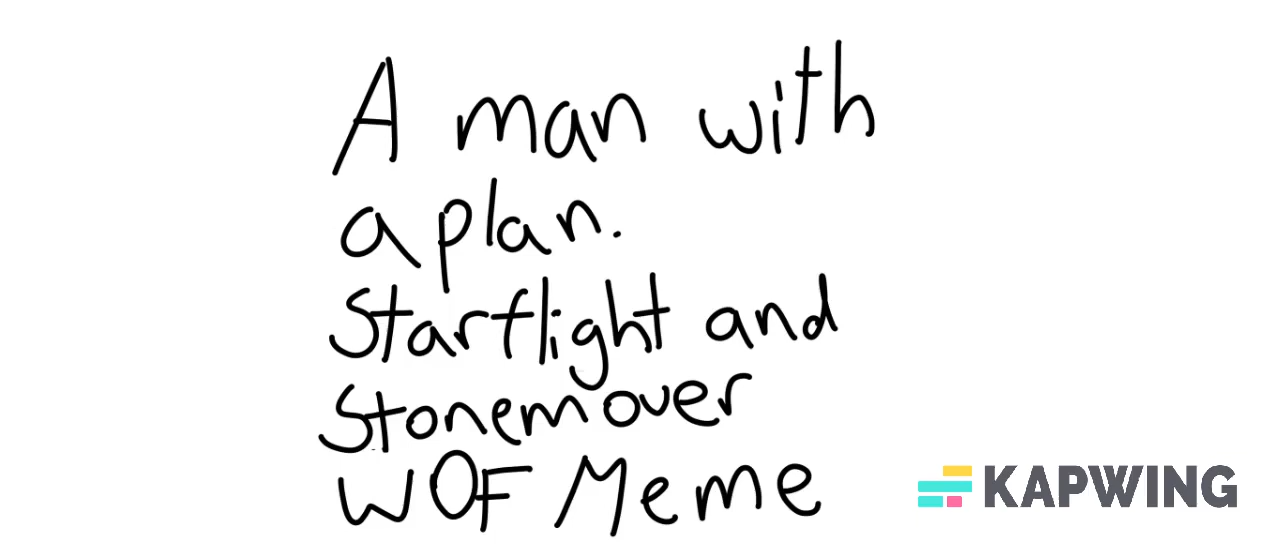 A man with
a plan.
Starflight and
Stonemover
WOF Meme
KAPWING